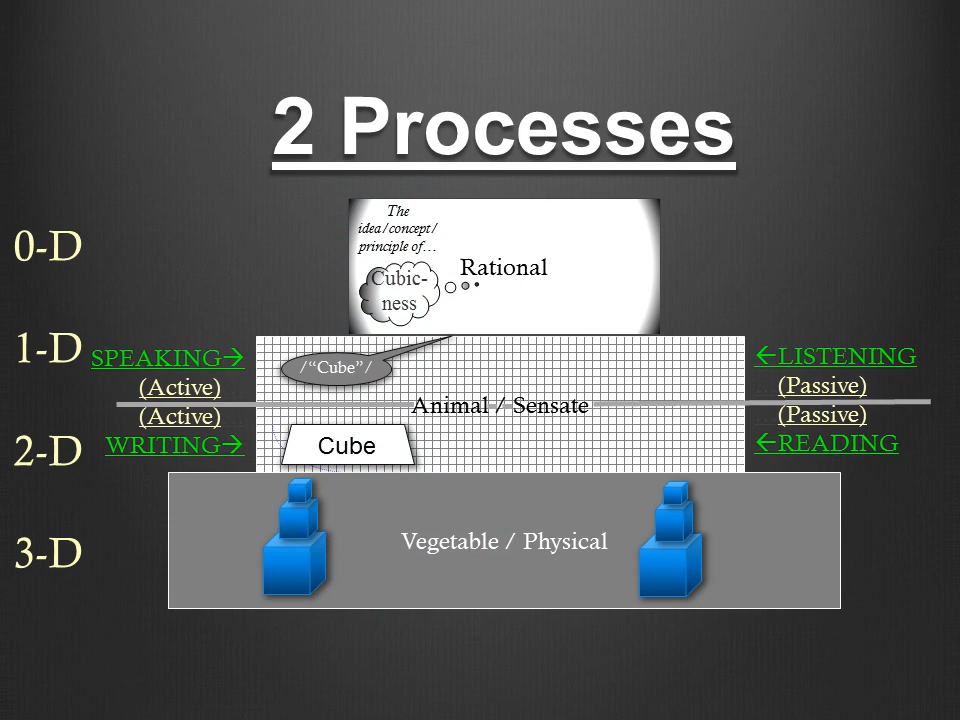 2 Processes
0-D
The
idea/concept/
principle of…
Cubic-
ness
Rational
1-D
SPEAKING→
(Active)
/“Cube”/
←LISTENING
(Passive)
Animal / Sensate
(Active)
WRITING→
(Passive)
←READING
2-D
Cube
3-D
Vegetable / Physical